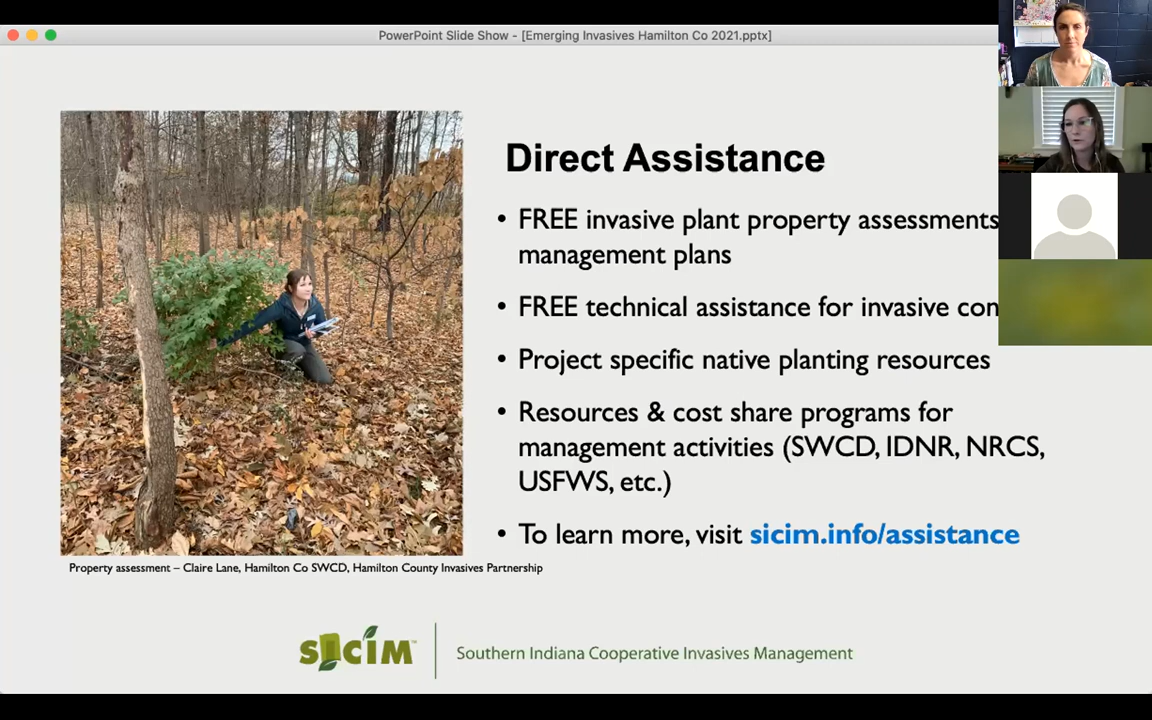 PowerPoint Slide Show - [Emerging Invasives Hamilton Co 2021.pptx]
Direct Assistance
• FREE invasive plant property assessments
management plans
• FREE technical assistance for invasive con
• Project specific native planting resources
• Resources & cost share programs for
management activities (SWCD, IDNR, NRCS,
USFWS, etc.)
• To learn more, visit sicim.info/assistance
Property assessment – Claire Lane, Hamilton Co SWCD, Hamilton County Invasives Partnership
SICIM™
Southern Indiana Cooperative Invasives Management